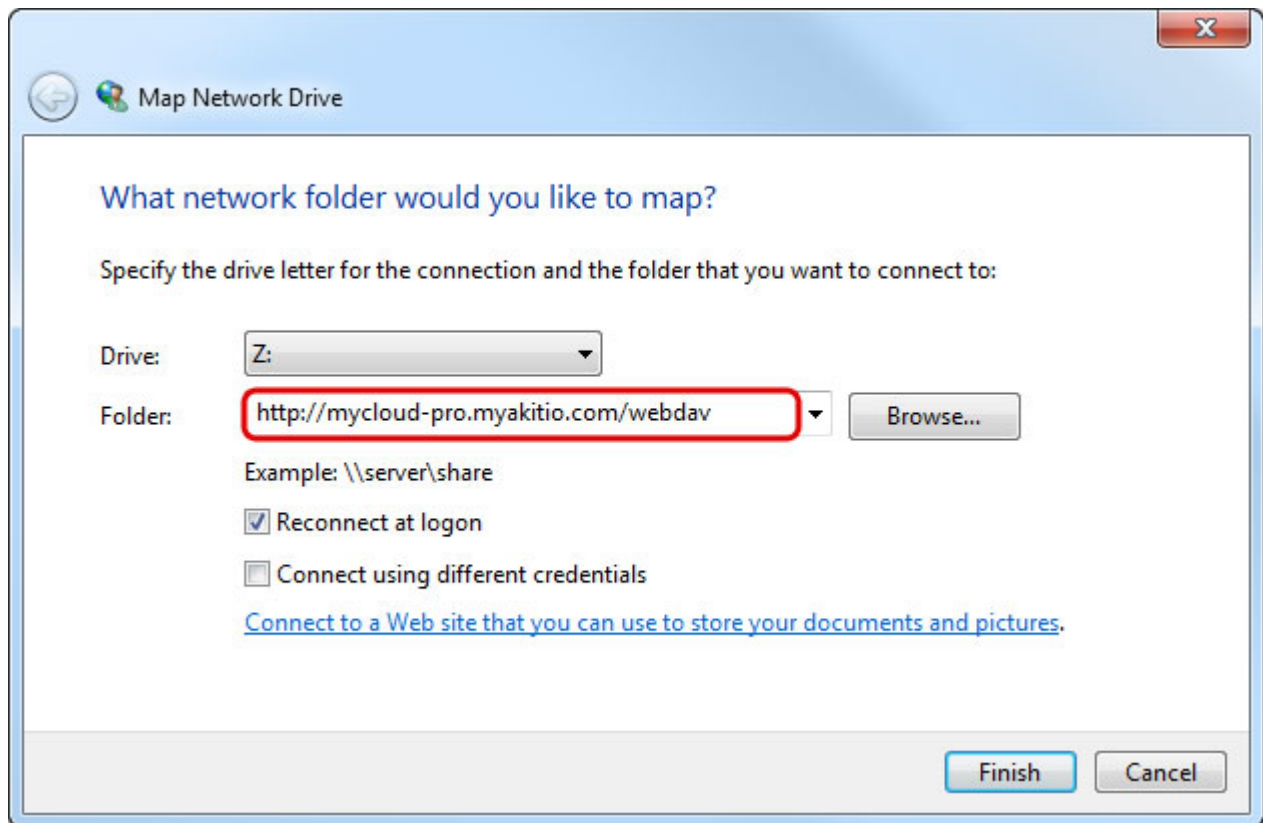 Map Network Drive
What network folder would you like to map?
Specify the drive letter for the connection and the folder that you want to connect to:
Drive: Z:
Folder: http://mycloud-pro.myakitio.com/webdav Browse...
Example: \\server\share
Reconnect at logon
Connect using different credentials
Connect to a Web site that you can use to store your documents and pictures.
Finish Cancel